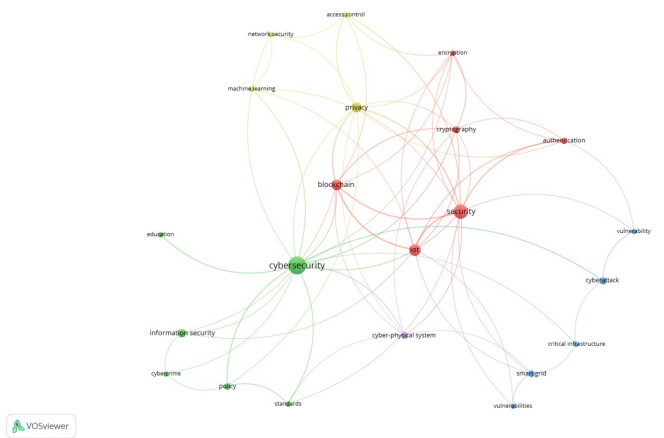 access control
network security
encryption
machine learning
privacy
cryptography
authentication
blockchain
security
vulnerability
education
iot
cybersecurity
cyberattack
information security
cyber-physical system
critical infrastructure
cybercrime
smart grid
policy
standards
vulnerabilities
VOSviewer